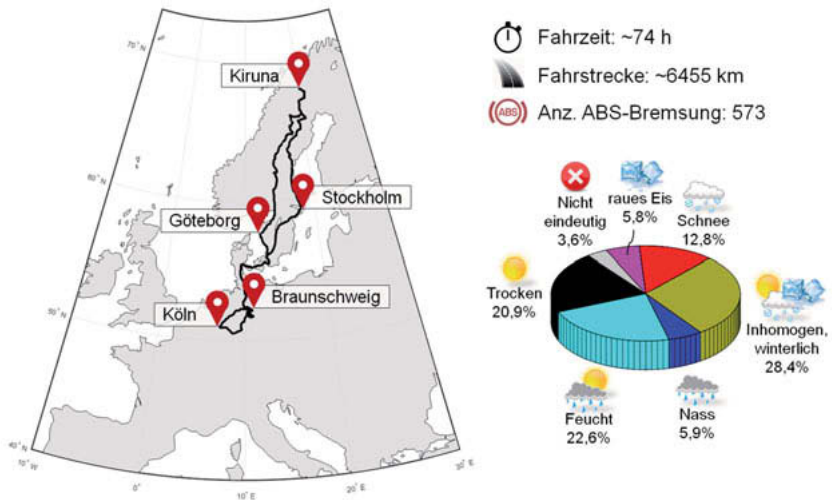 70°N
60°N
50°N
40°N
10°W
0°
10°E
20°E
30°E
Kiruna
Stockholm
Göteborg
Braunschweig
Köln
Fahrzeit: ~74 h
Fahrstrecke: ~6455 km
(ABS)
Anz. ABS-Bremsung: 573
Nicht
eindeutig
3,6%
raues Eis
5,8%
Schnee
12,8%
Trocken
20,9%
Inhomogen,
winterlich
28,4%
Feucht
22,6%
Nass
5,9%